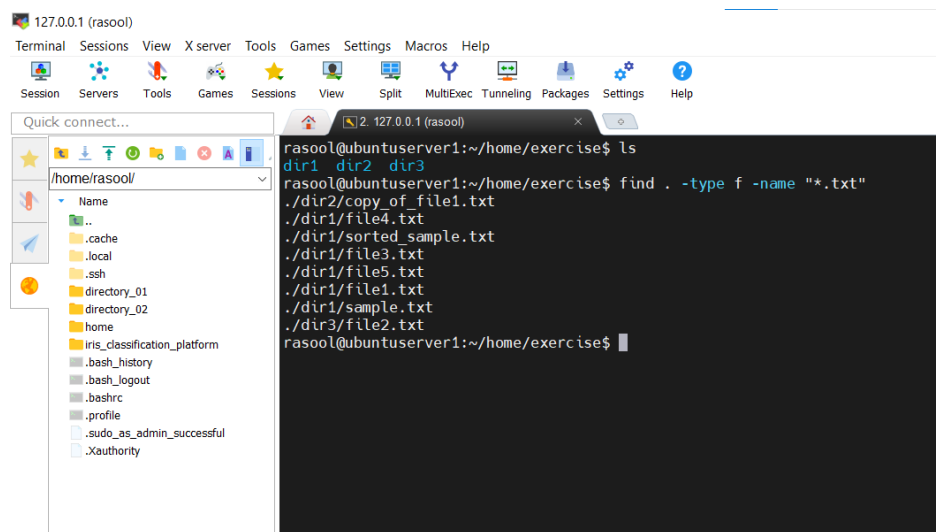 127.0.0.1 (rasool)
Terminal Sessions View X server Tools Games Settings Macros Help
Session Servers Tools Games Sessions View Split MultiExec Tunneling Packages Settings Help
Quick connect...
2. 127.0.0.1 (rasool)
/home/rasool/
Name
..
.cache
.local
.ssh
directory_01
directory_02
home
iris_classification_platform
.bash_history
.bash_logout
.bashrc
.profile
.sudo_as_admin_successful
.Xauthority
rasool@ubuntuserver1:~/home/exercise$ ls
dir1 dir2 dir3
rasool@ubuntuserver1:~/home/exercise$ find . -type f -name "*.txt"
./dir2/copy_of_file1.txt
./dir1/file4.txt
./dir1/sorted_sample.txt
./dir1/file3.txt
./dir1/file5.txt
./dir1/file1.txt
./dir1/sample.txt
./dir3/file2.txt
rasool@ubuntuserver1:~/home/exercise$